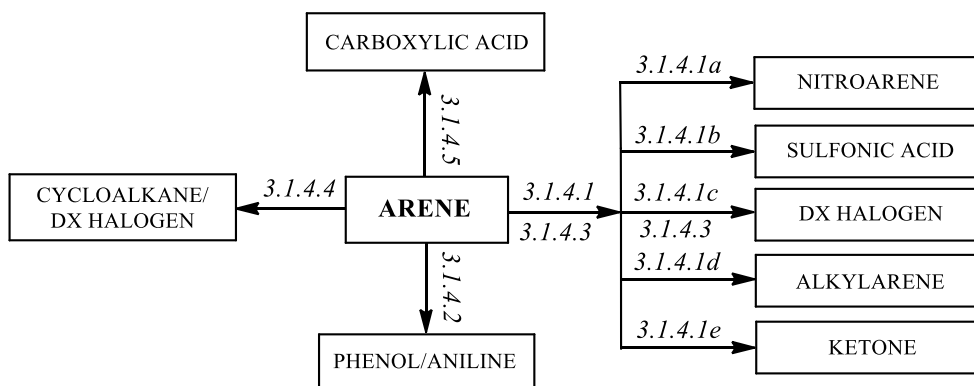 CARBOXYLIC ACID
3.1.4.1a
NITROARENE
3.1.4.5
3.1.4.1b
SULFONIC ACID
CYCLOALKANE/
DX HALOGEN
3.1.4.4
ARENE
3.1.4.1
3.1.4.3
3.1.4.1c
3.1.4.3
DX HALOGEN
3.1.4.2
3.1.4.1d
ALKYLARENE
PHENOL/ANILINE
3.1.4.1e
KETONE